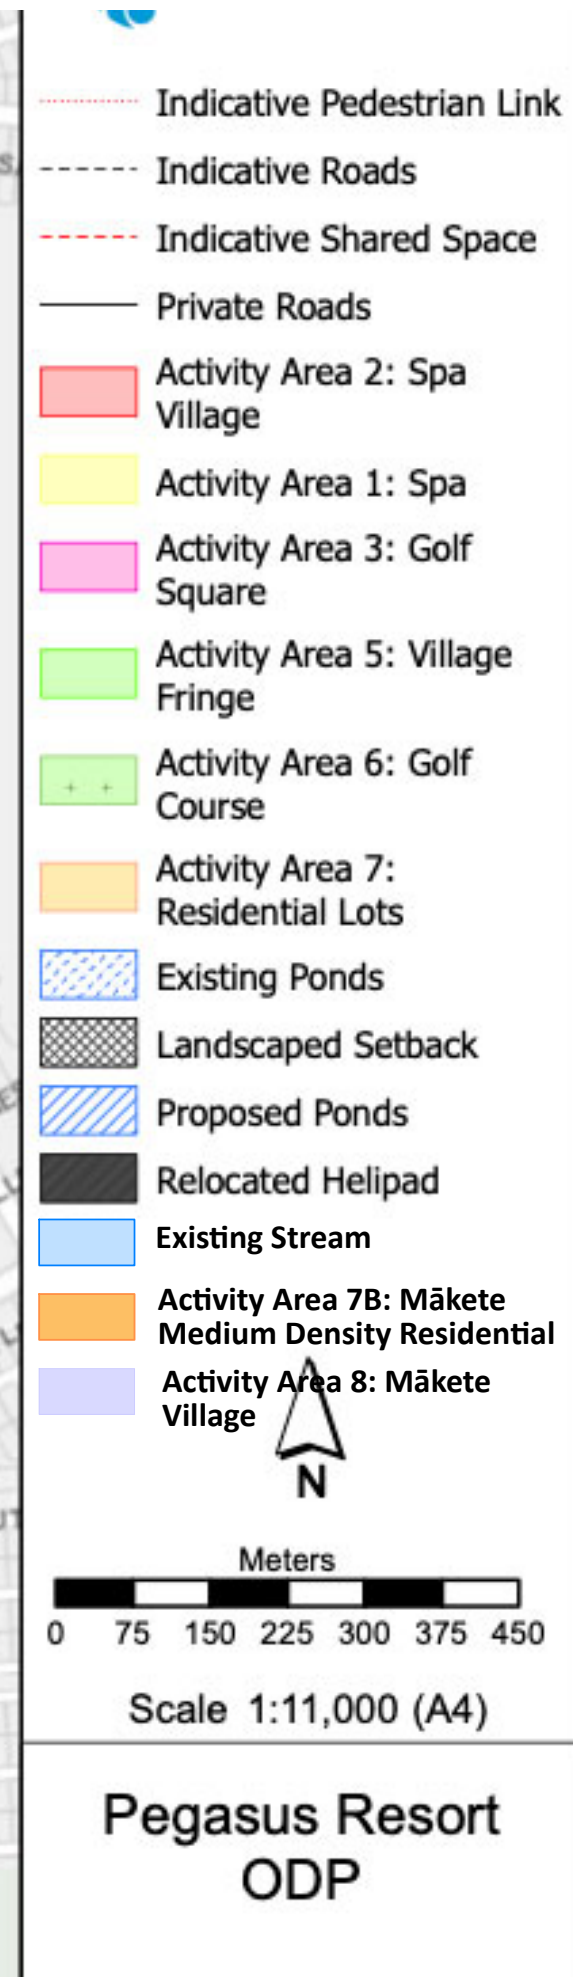 Indicative Pedestrian Link
Indicative Roads
Indicative Shared Space
Private Roads
Activity Area 2: Spa
Village
Activity Area 1: Spa
Activity Area 3: Golf
Square
Activity Area 5: Village
Fringe
Activity Area 6: Golf
Course
Activity Area 7:
Residential Lots
Existing Ponds
Landscaped Setback
Proposed Ponds
Relocated Helipad
Existing Stream
Activity Area 7B: Mākete
Medium Density Residential
Activity Area 8: Mākete
Village
N
Meters
0 75 150 225 300 375 450
Scale 1:11,000 (A4)
Pegasus Resort
ODP